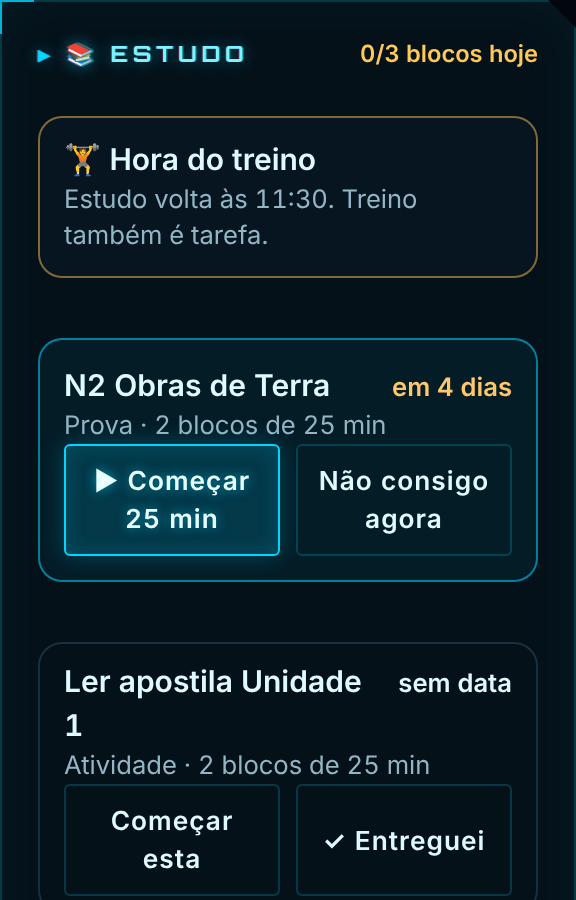 ESTUDO
0/3 blocos hoje
Hora do treino
Estudo volta às 11:30. Treino
também é tarefa.
N2 Obras de Terra
em 4 dias
Prova · 2 blocos de 25 min
▶ Começar
25 min
Não consigo
agora
Ler apostila Unidade
1
sem data
Atividade · 2 blocos de 25 min
Começar
esta
✓ Entreguei